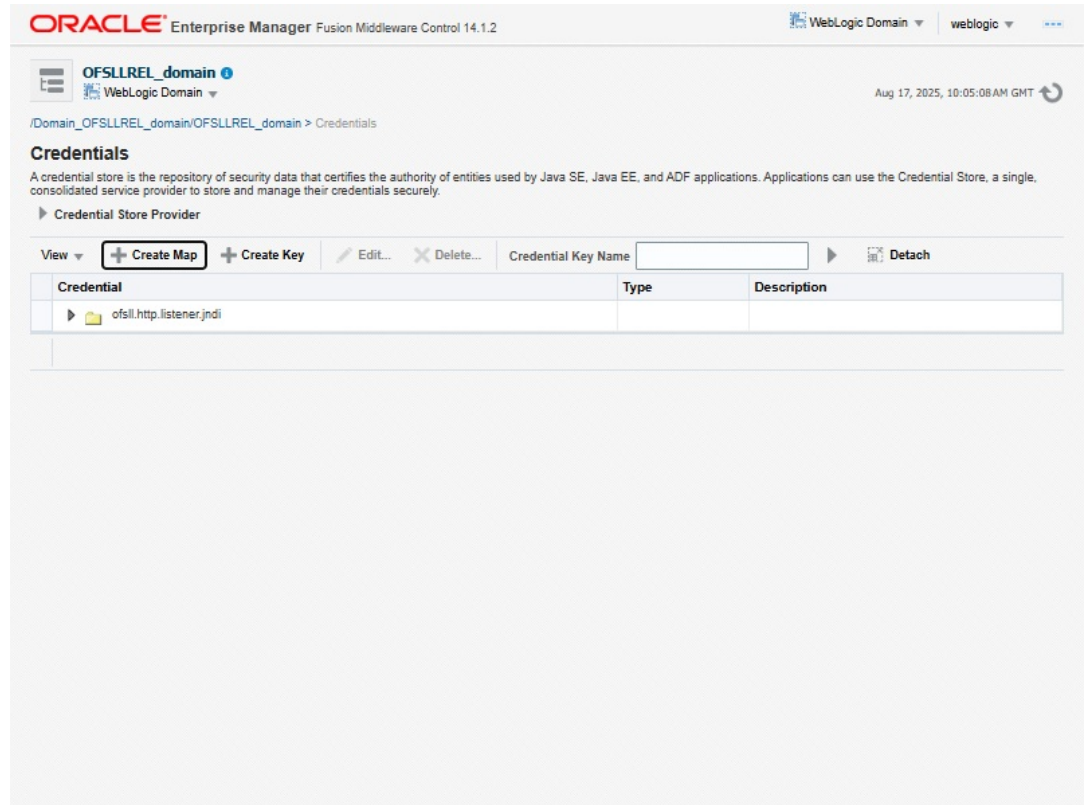 ORACLE Enterprise Manager Fusion Middleware Control 14.1.2 WebLogic Domain weblogic
OFSLLREL_domain
WebLogic Domain Aug 17, 2025, 10:05:08 AM GMT
/Domain_OFSLLREL_domain/OFSLLREL_domain > Credentials
Credentials
A credential store is the repository of security data that certifies the authority of entities used by Java SE, Java EE, and ADF applications. Applications can use the Credential Store, a single,
consolidated service provider to store and manage their credentials securely.
Credential Store Provider
View Create Map Create Key Edit... Delete... Credential Key Name Detach
Credential Type Description
ofsll.http.listener.jndi